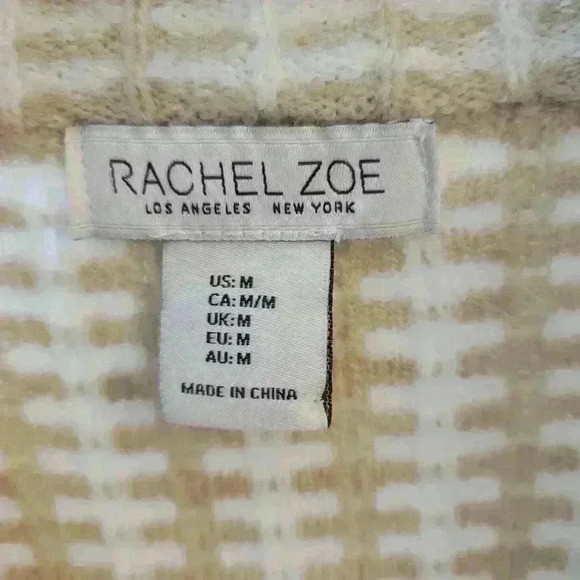 RACHEL ZOE
LOS ANGELES NEW YORK
US: M
CA: M/M
UK: M
EU: M
AU: M
MADE IN CHINA